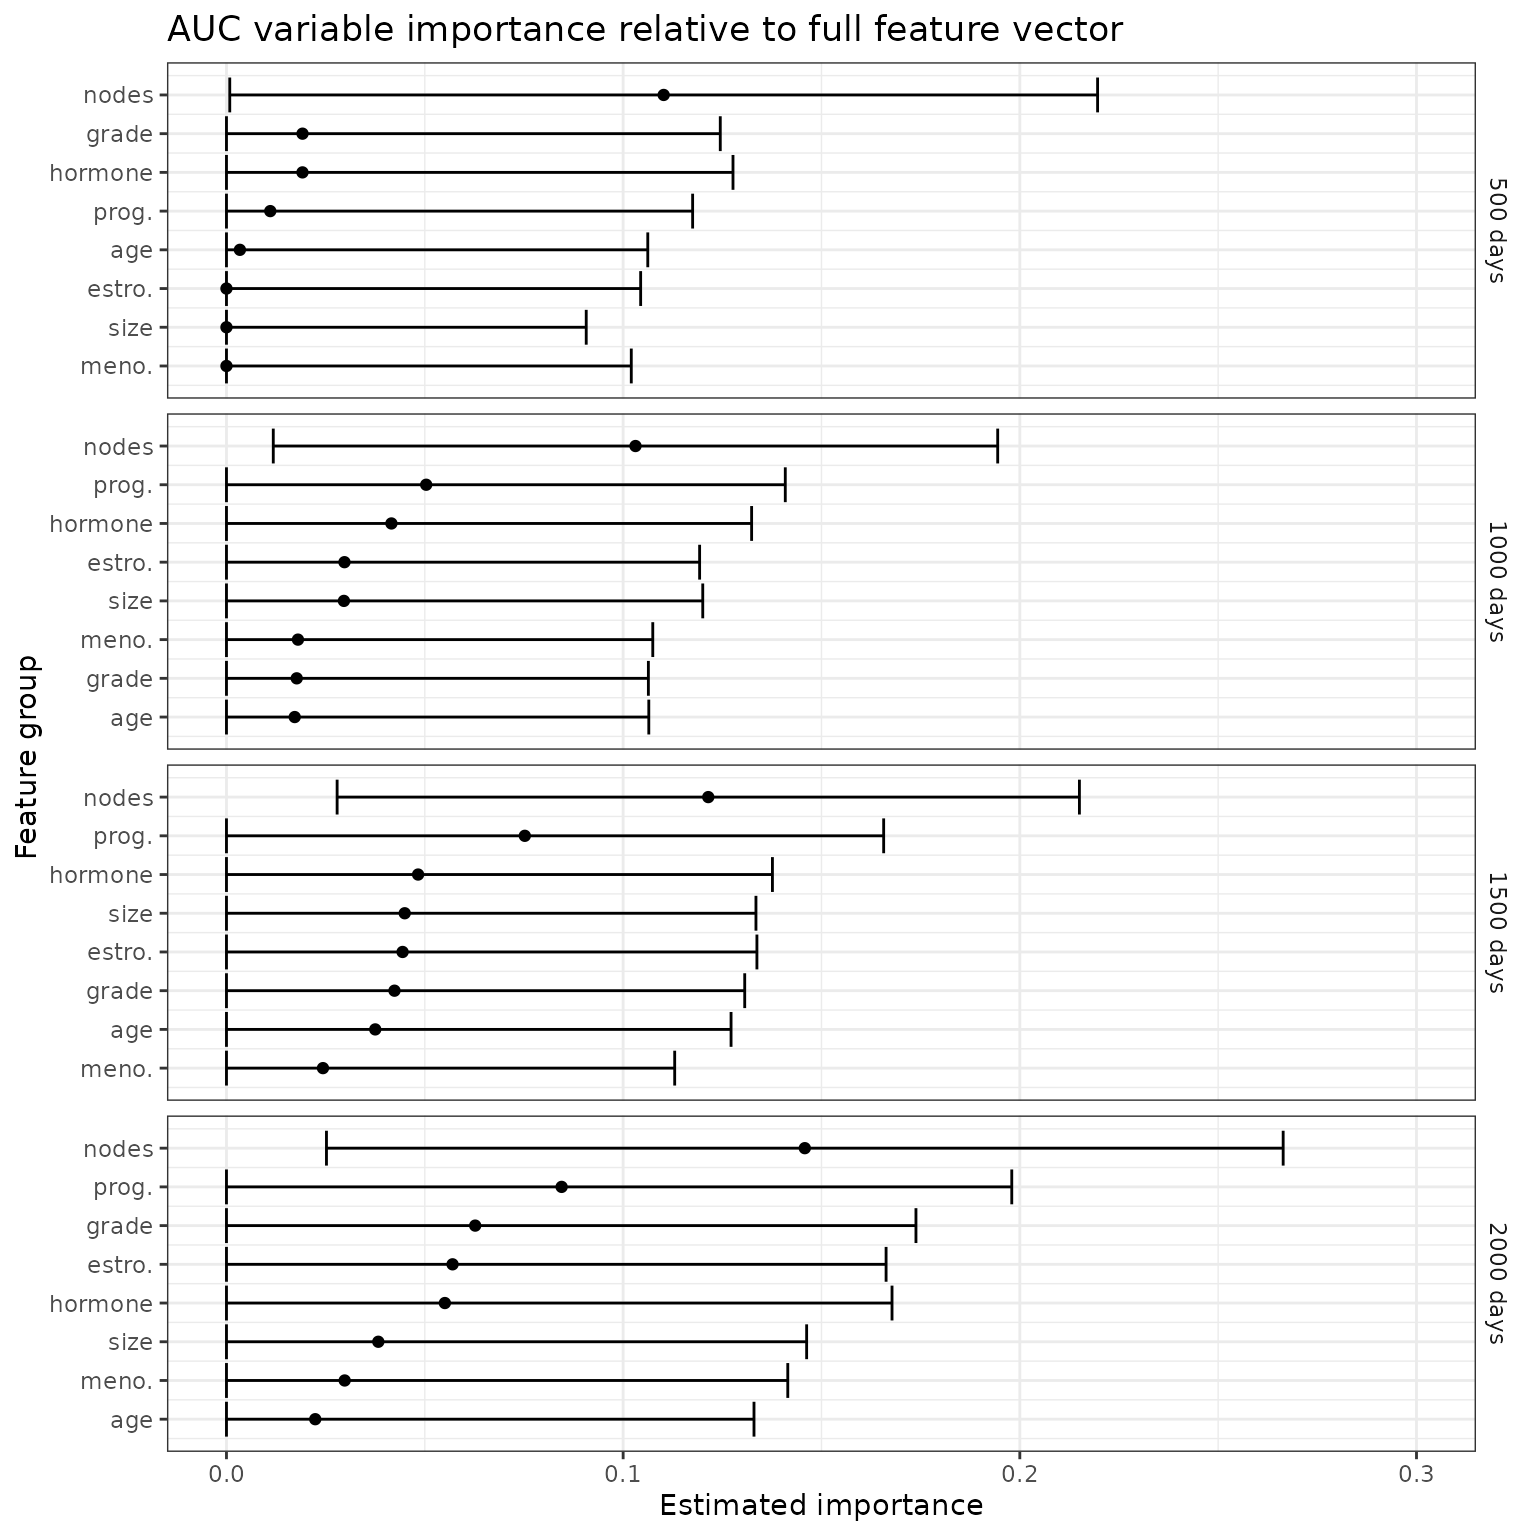 AUC variable importance relative to full feature vector
nodes
grade
hormone
prog.
age
estro.
size
meno.
500 days
nodes
prog.
hormone
estro.
size
meno.
grade
age
1000 days
nodes
prog.
hormone
size
estro.
grade
age
meno.
1500 days
nodes
prog.
grade
estro.
hormone
size
meno.
age
2000 days
Feature group
0.0 0.1 0.2 0.3
Estimated importance